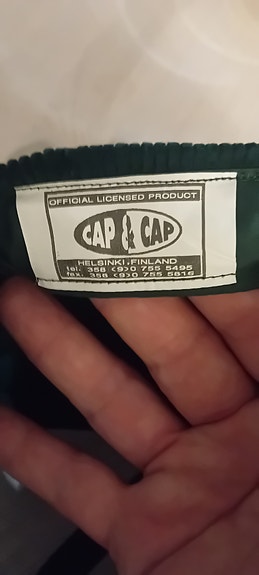 OFFICIAL LICENSED PRODUCT
CAP & CAP
HELSINKI, FINLAND
tel. 358 (9)0 755 5495
fax. 358 (9)0 755 5816